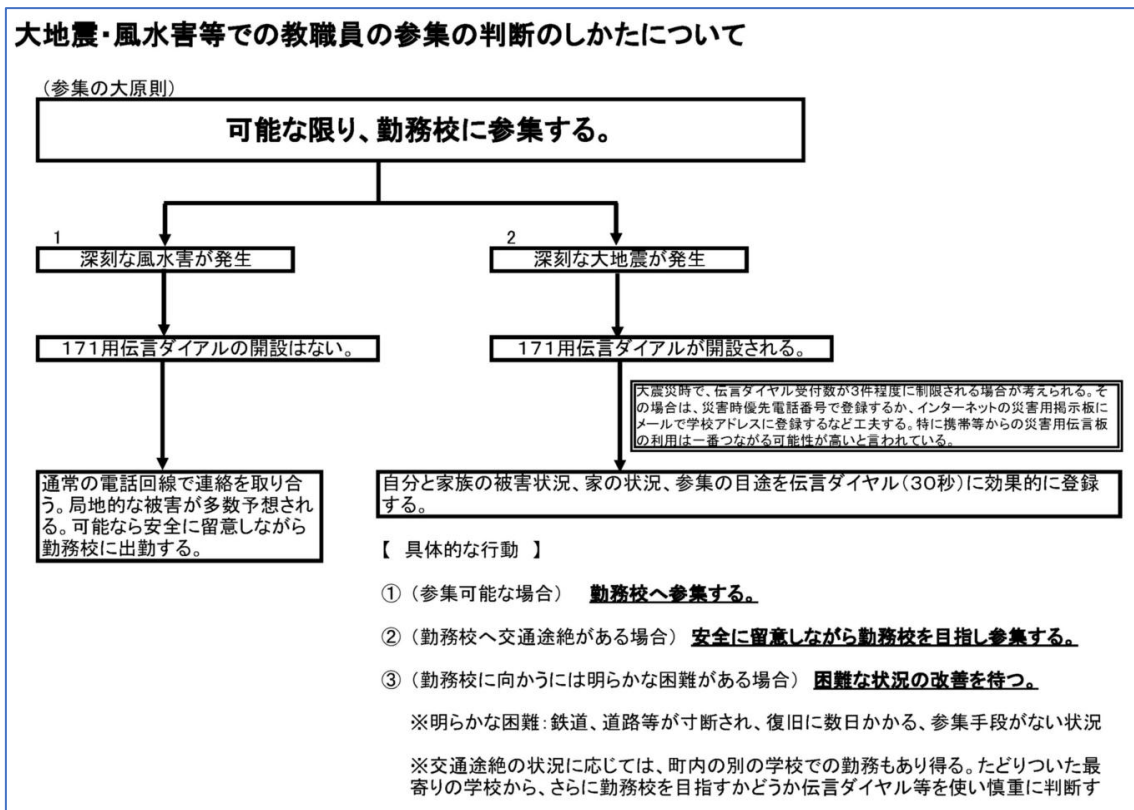 大地震・風水害等での教職員の参集の判断のしかたについて
(参集の大原則)
可能な限り、勤務校に参集する。
1
深刻な風水害が発生
171用伝言ダイアルの開設はない。
通常の電話回線で連絡を取り合
う。局地的な被害が多数予想され
る。可能なら安全に留意しながら
勤務校に出勤する。
2
深刻な大地震が発生
171用伝言ダイアルが開設される。
大震災時で、伝言ダイヤル受付数が3件程度に制限される場合が考えられる。そ
の場合は、災害時優先電話番号で登録するか、インターネットの災害用掲示板に
メールで学校アドレスに登録するなど工夫する。特に携帯等からの災害用伝言板
の利用は一番つながる可能性が高いと言われている。
自分と家族の被害状況、家の状況、参集の目途を伝言ダイヤル(30秒)に効果的に登録
する。
【 具体的な行動 】
① (参集可能な場合) 勤務校へ参集する。
② (勤務校へ交通途絶がある場合) 安全に留意しながら勤務校を目指し参集する。
③ (勤務校に向かうには明らかな困難がある場合) 困難な状況の改善を待つ。
※明らかな困難:鉄道、道路等が寸断され、復旧に数日かかる、参集手段がない状況
※交通途絶の状況に応じては、町内の別の学校での勤務もあり得る。たどりついた最
寄りの学校から、さらに勤務校を目指すかどうか伝言ダイヤル等を使い慎重に判断す